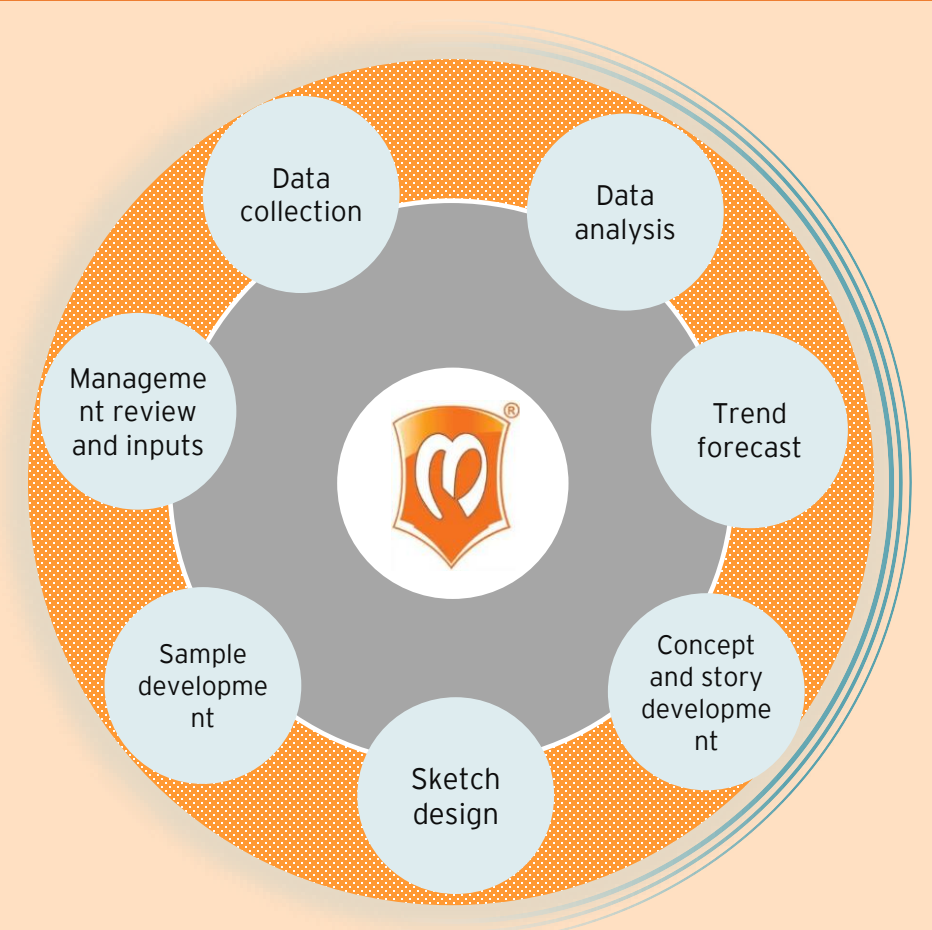 Data
collection
Data
analysis
Trend
forecast
Concept
and story
developme
nt
Sketch
design
Sample
developme
nt
Manageme
nt review
and inputs
®